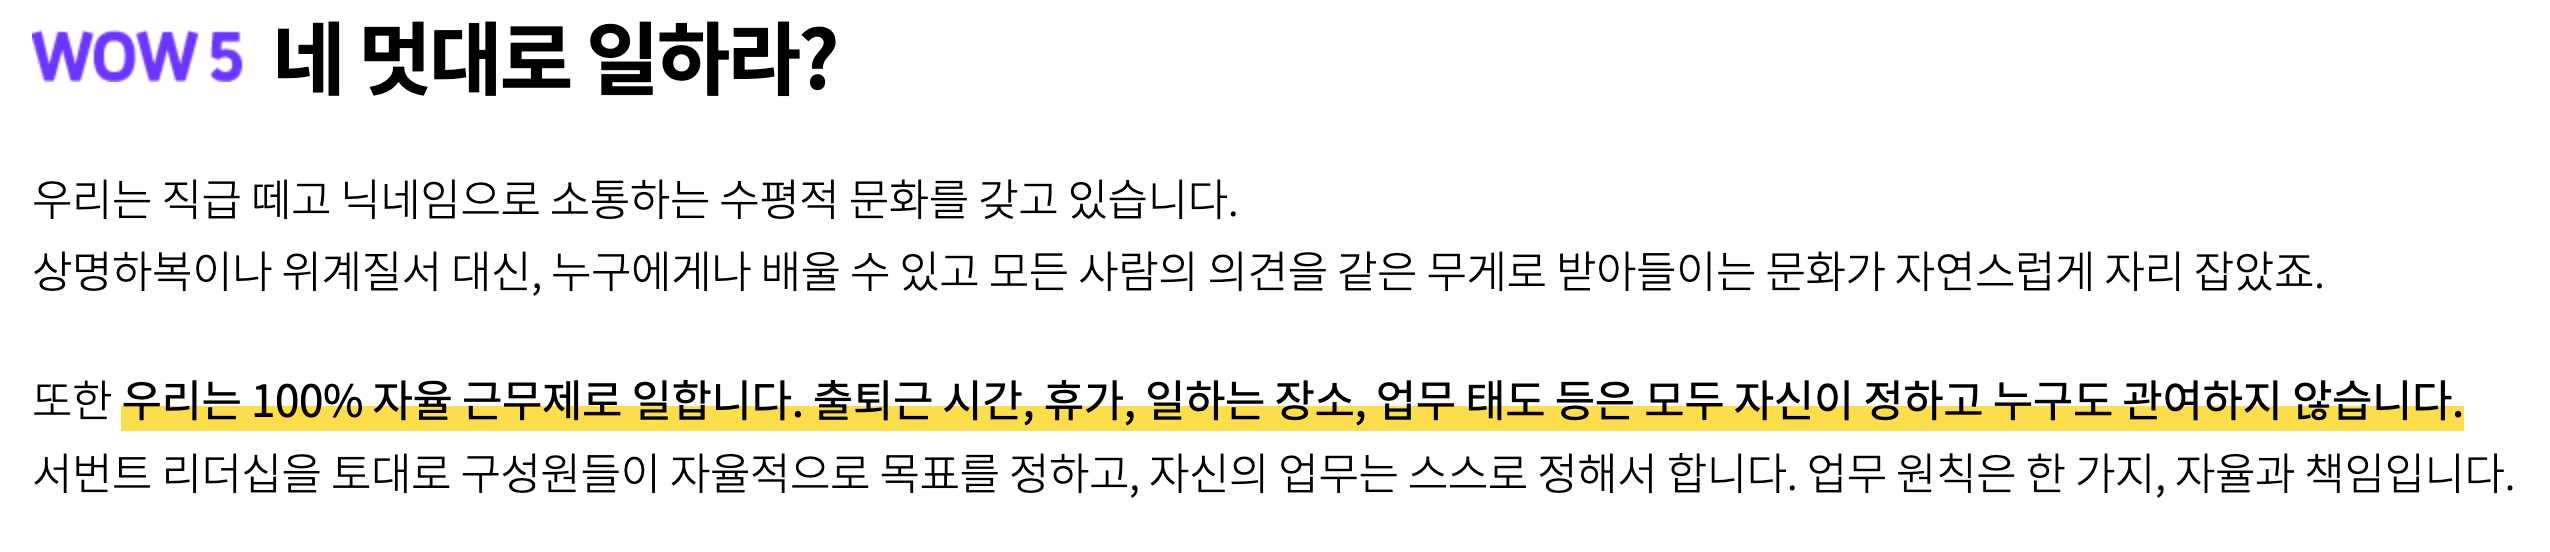 WOW 5 네 멋대로 일하라?
우리는 직급 떼고 닉네임으로 소통하는 수평적 문화를 갖고 있습니다.
상명하복이나 위계질서 대신, 누구에게나 배울 수 있고 모든 사람의 의견을 같은 무게로 받아들이는 문화가 자연스럽게 자리 잡았죠.
또한 우리는 100% 자율 근무제로 일합니다. 출퇴근 시간, 휴가, 일하는 장소, 업무 태도 등은 모두 자신이 정하고 누구도 관여하지 않습니다.
서번트 리더십을 토대로 구성원들이 자율적으로 목표를 정하고, 자신의 업무는 스스로 정해서 합니다. 업무 원칙은 한 가지, 자율과 책임입니다.